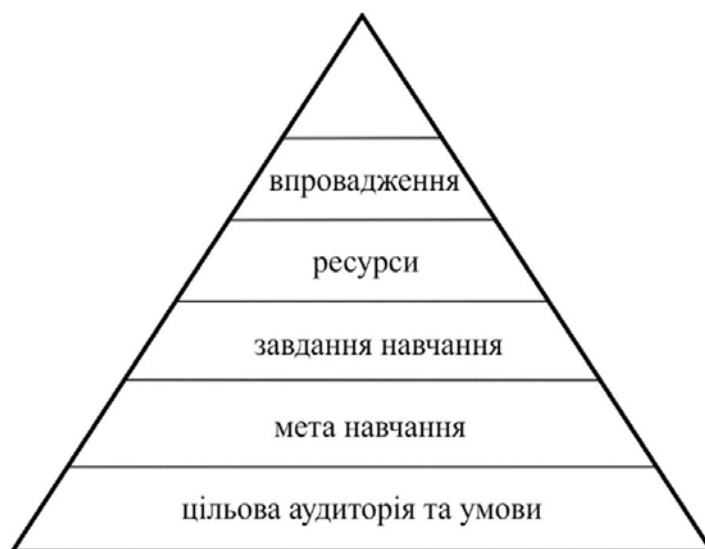 впровадження
ресурси
завдання навчання
мета навчання
цільова аудиторія та умови